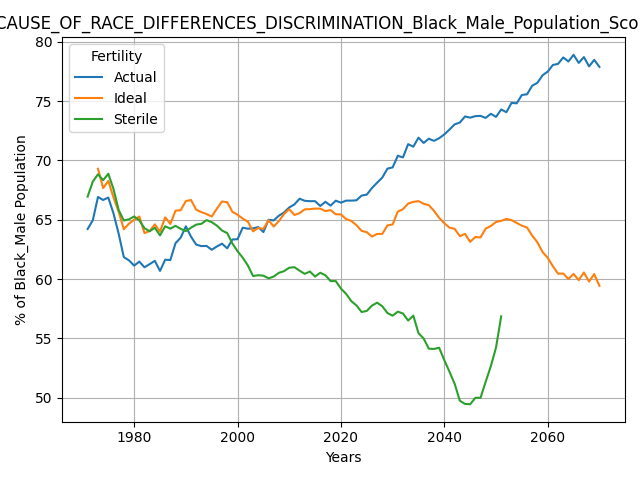 CAUSE_OF_RACE_DIFFERENCES_DISCRIMINATION_Black_Male_Population_Sco
Fertility
Actual
Ideal
Sterile
% of Black_Male Population
80
75
70
65
60
55
50
1980 2000 2020 2040 2060
Years